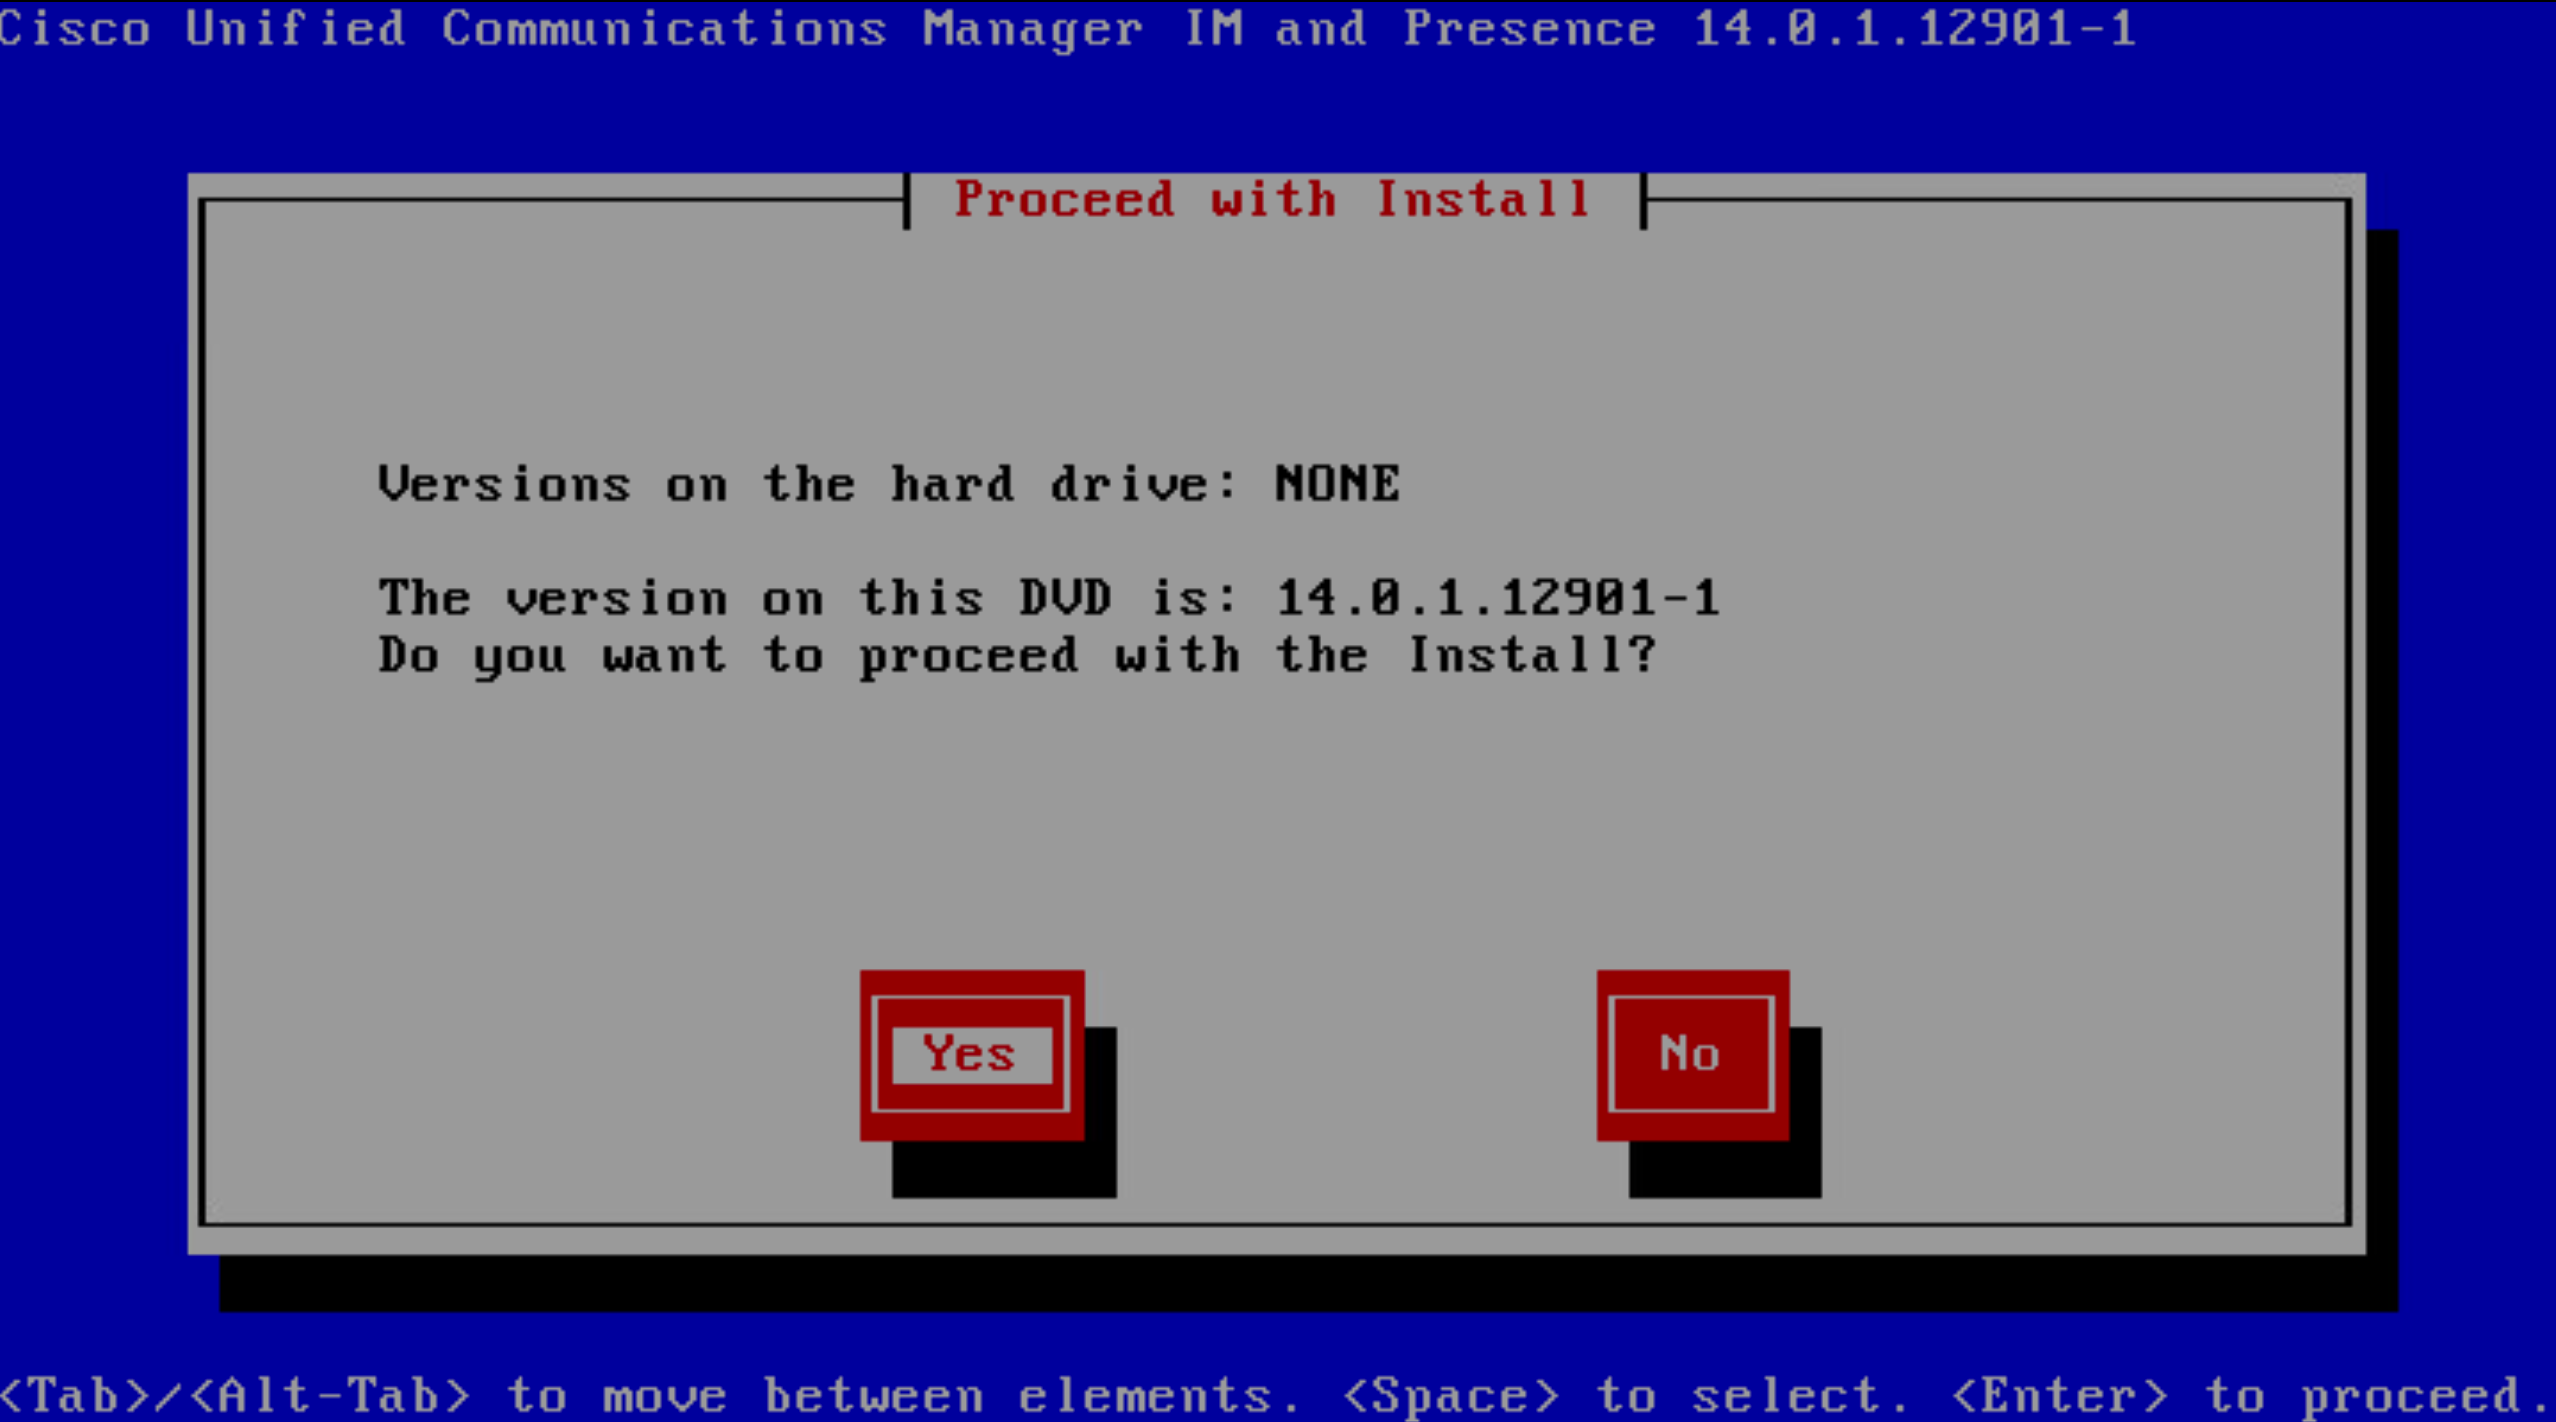 Cisco Unified Communications Manager IM and Presence 14.0.1.12901-1
Proceed with Install
Versions on the hard drive: NONE
The version on this DVD is: 14.0.1.12901-1
Do you want to proceed with the Install?
Yes No
<Tab>/<Alt-Tab> to move between elements. <Space> to select. <Enter> to proceed.